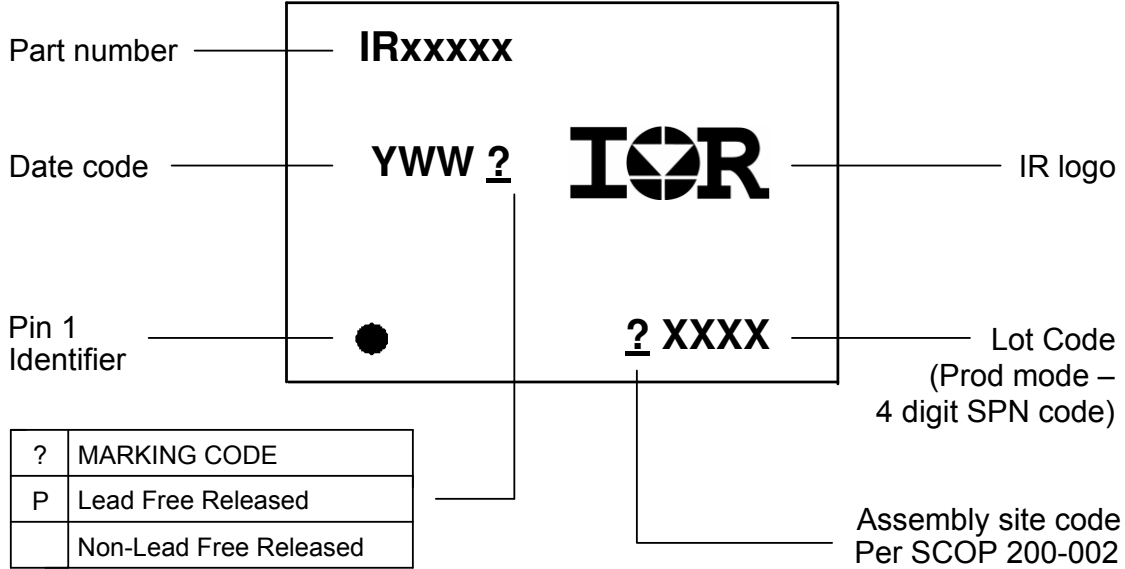 Part number
IRxxxxx
Date code
YWW ?
IOR
IR logo
Pin 1
Identifier
? XXXX
Lot Code
(Prod mode –
4 digit SPN code)
? MARKING CODE
P Lead Free Released
Non-Lead Free Released
Assembly site code
Per SCOP 200-002